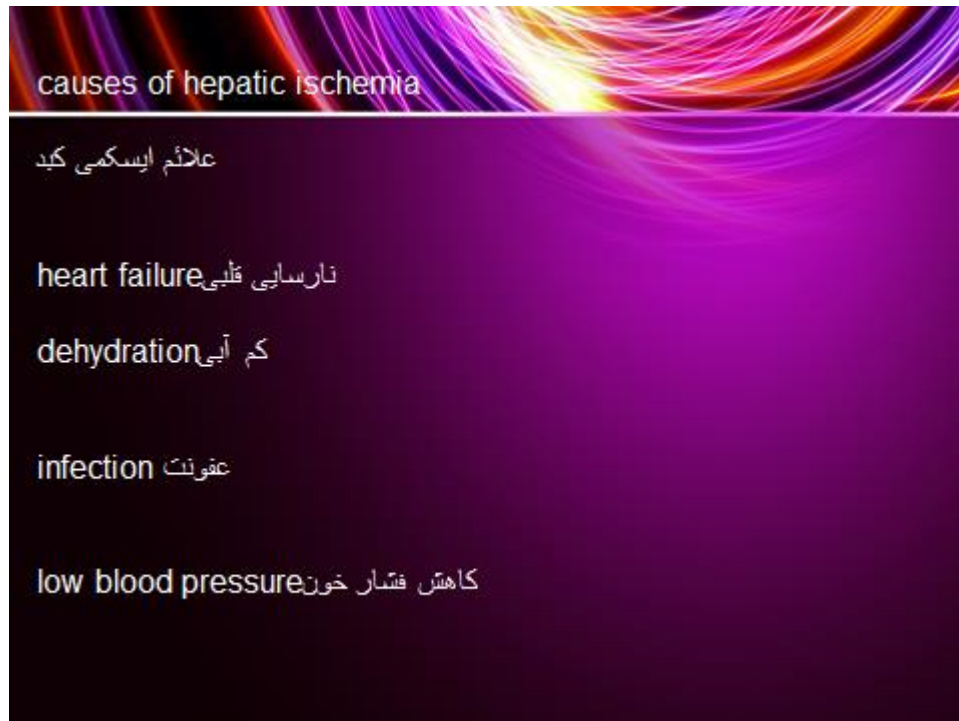 causes of hepatic ischemia
علائم ایسکمی کبد
heart failureنارسایی قلبی
dehydrationکم آبی
infection عفونت
low blood pressureکاهش فشار خون